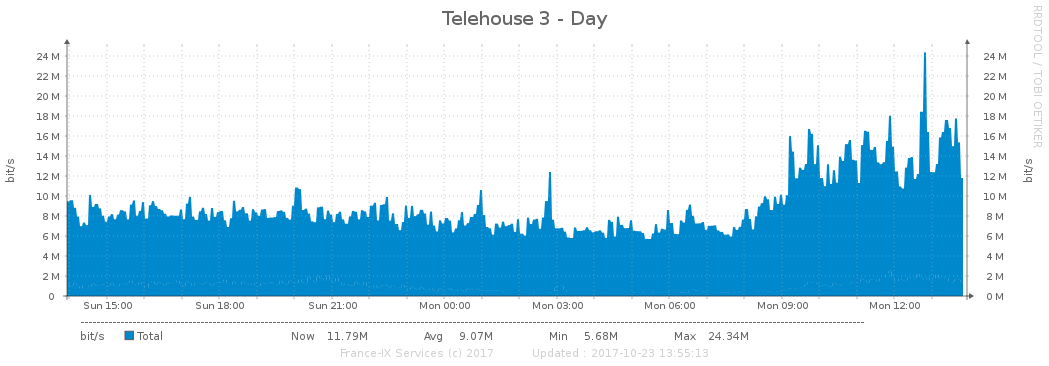 Telehouse 3 - Day
RRDTOOL / TOBI OETIKER
bit/s
24 M 24 M
22 M 22 M
20 M 20 M
18 M 18 M
16 M 16 M
14 M 14 M
12 M 12 M
10 M 10 M
8 M 8 M
6 M 6 M
4 M 4 M
2 M 2 M
0 0 M
bit/s
Sun 15:00 Sun 18:00 Sun 21:00 Mon 00:00 Mon 03:00 Mon 06:00 Mon 09:00 Mon 12:00
bit/s Total Now 11.79M Avg 9.07M Min 5.68M Max 24.34M
France-IX Services (c) 2017 Updated : 2017-10-23 13:55:13